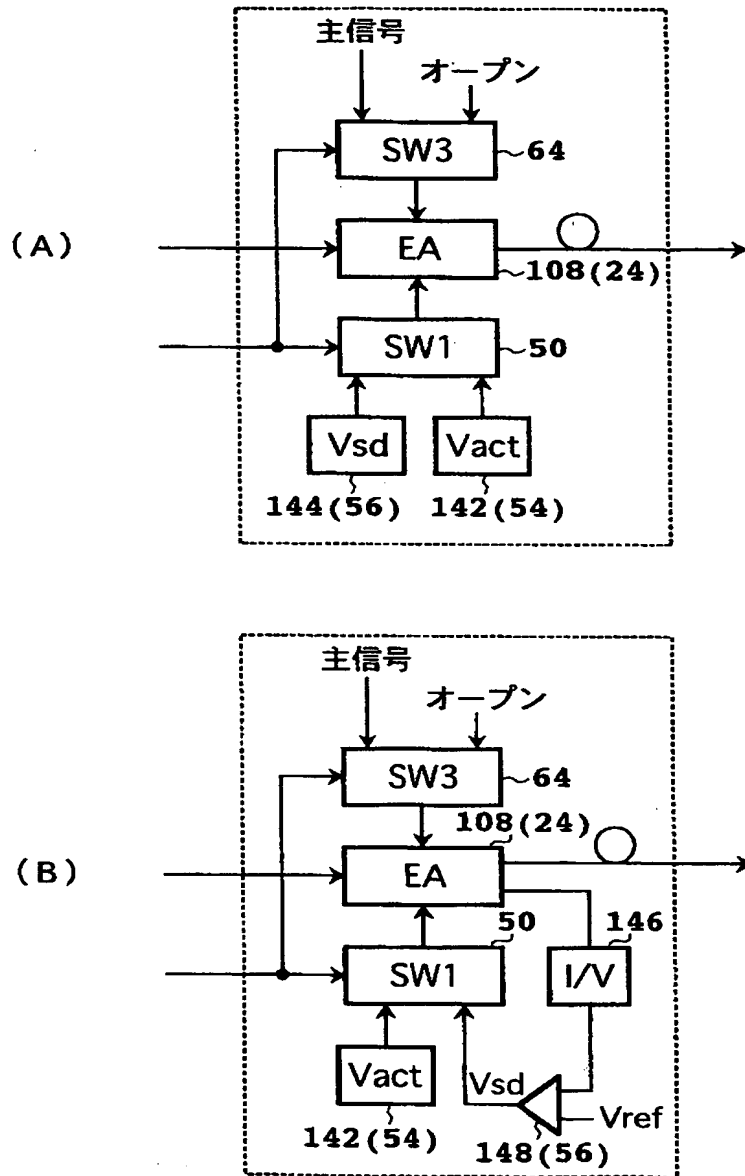 主信号
オープン
SW3
64
(A)
EA
108(24)
SW1
50
Vsd
Vact
144(56)
142(54)
主信号
オープン
SW3
64
108(24)
(B)
EA
50
146
SW1
I/V
Vact
Vsd
Vref
142(54)
148(56)